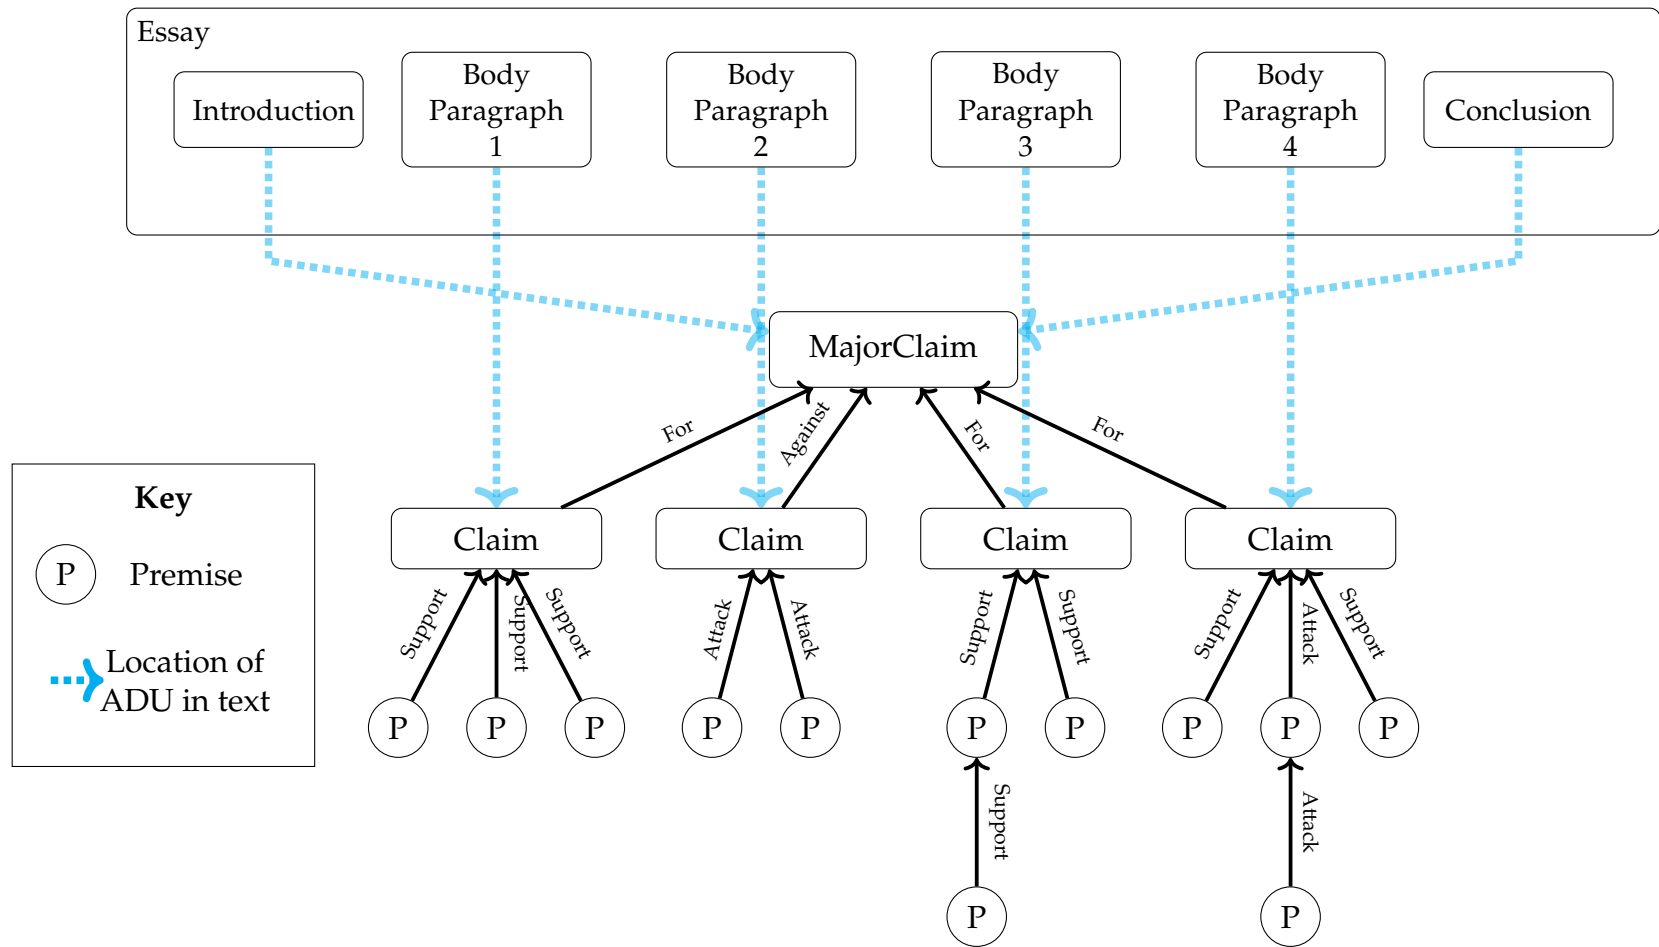 Essay
Introduction
Body
Paragraph
1
Body
Paragraph
2
Body
Paragraph
3
Body
Paragraph
4
Conclusion
MajorClaim
For
Against
For
For
Key
P
Premise
Location of
ADU in text
Claim
Claim
Claim
Claim
Support
Support
Support
Attack
Attack
Support
Support
Support
Attack
Support
P
P
P
P
P
P
P
P
P
P
Support
Attack
P
P